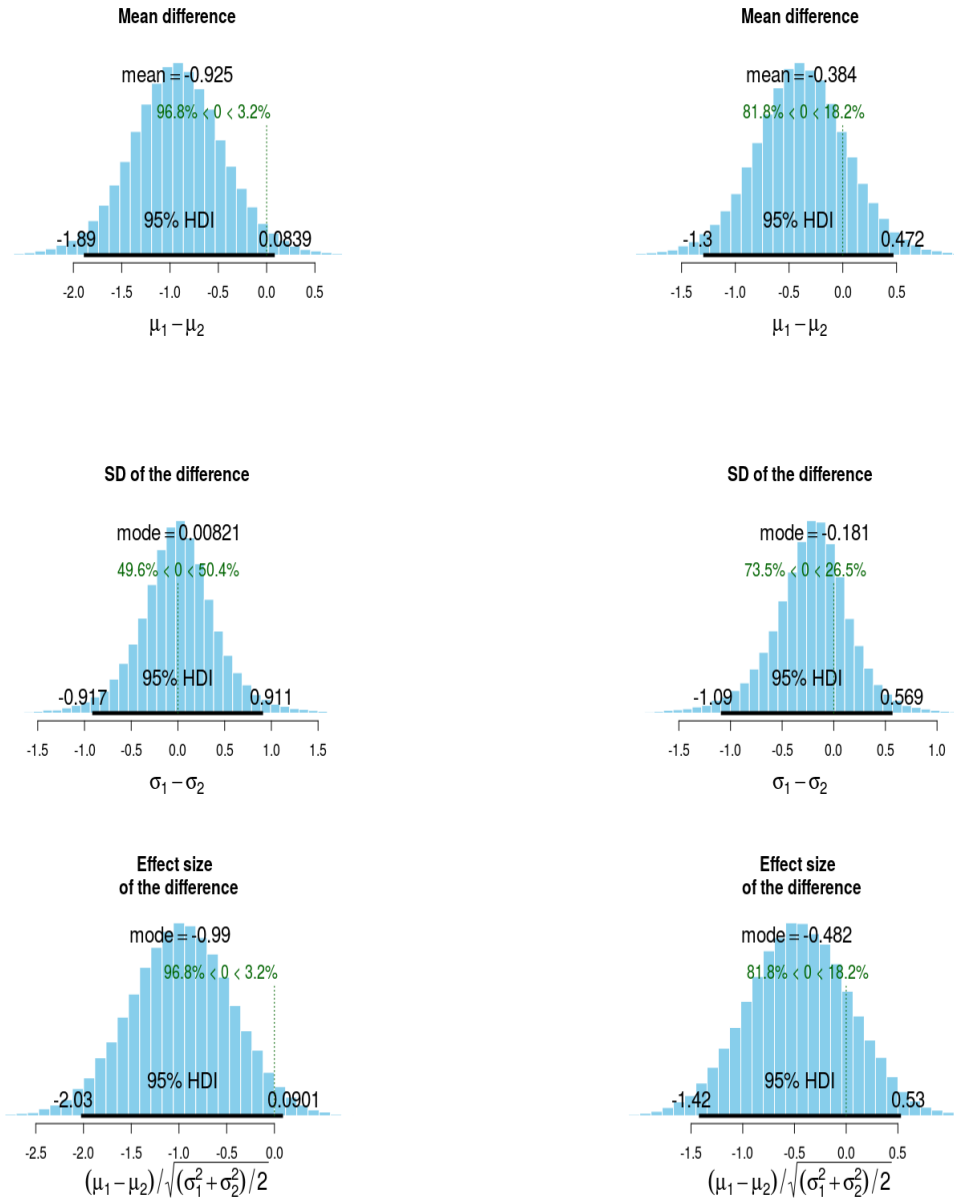 Mean difference
mean = -0.925
96.8% < 0 < 3.2%
95% HDI
-1.89 0.0839
-2.0 -1.5 -1.0 -0.5 0.0 0.5
μ1 − μ2
Mean difference
mean = -0.384
81.8% < 0 < 18.2%
95% HDI
-1.3 0.472
-1.5 -1.0 -0.5 0.0 0.5
μ1 − μ2
SD of the difference
mode = 0.00821
49.6% < 0 < 50.4%
95% HDI
-0.917 0.911
-1.5 -1.0 -0.5 0.0 0.5 1.0 1.5
σ1 − σ2
SD of the difference
mode = -0.181
73.5% < 0 < 26.5%
95% HDI
-1.09 0.569
-1.5 -1.0 -0.5 0.0 0.5 1.0
σ1 − σ2
Effect size
of the difference
mode = -0.99
96.8% < 0 < 3.2%
95% HDI
-2.03 0.0901
-2.5 -2.0 -1.5 -1.0 -0.5 0.0
(μ1 − μ2)/√(σ1² + σ2²)/2
Effect size
of the difference
mode = -0.482
81.8% < 0 < 18.2%
95% HDI
-1.42 0.53
-1.5 -1.0 -0.5 0.0 0.5
(μ1 − μ2)/√(σ1² + σ2²)/2